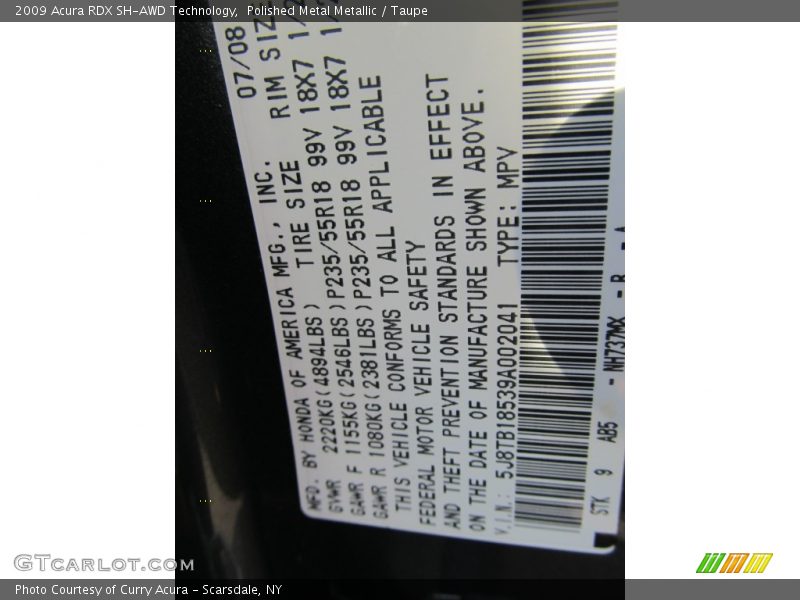 2009 Acura RDX SH-AWD Technology,  Polished Metal Metallic / Taupe
MFD. BY HONDA OF AMERICA MFG., INC. 07/08
GVWR 2220KG(4894LBS) TIRE SIZE RIM SIZE
GAWR F 1155KG(2546LBS)P235/55R18 99V 18X7
GAWR R 1080KG(2381LBS)P235/55R18 99V 18X7
THIS VEHICLE CONFORMS TO ALL APPLICABLE
FEDERAL MOTOR VEHICLE SAFETY
AND THEFT PREVENTION STANDARDS IN EFFECT
ON THE DATE OF MANUFACTURE SHOWN ABOVE.
V.I.N.: 5J8TB18539A002041 TYPE: MPV
STK 9 AB5 - NH737MX - B - A
GTCARLOT.COM
Photo Courtesy of Curry Acura - Scarsdale, NY